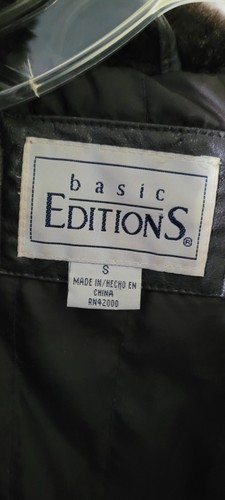 basic
EDITIONS®
S
MADE IN/HECHO EN
CHINA
RN42000